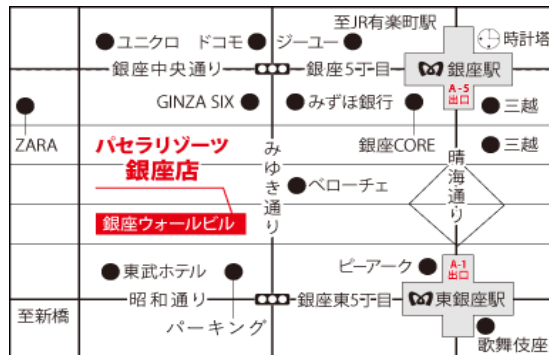 至JR有楽町駅
ユニクロ ドコモ ジーユー 時計塔
銀座中央通り 銀座5丁目 銀座駅
GINZA SIX みずほ銀行 A-5 三越
出口
ZARA 銀座CORE 三越
パセラリゾーツ
銀座店
みゆき通り
晴海通り
ベローチェ
銀座ウォールビル
東武ホテル ピーアーク A-1
出口
昭和通り 銀座東5丁目 東銀座駅
至新橋 パーキング
歌舞伎座